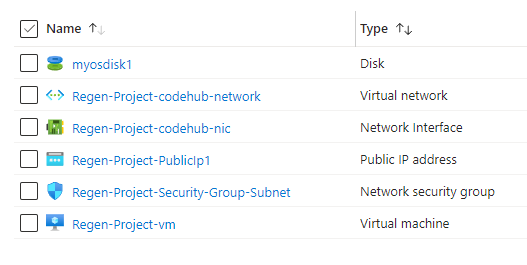 Name ↑↓ Type ↑↓
myosdisk1 Disk
Regen-Project-codehub-network Virtual network
Regen-Project-codehub-nic Network Interface
Regen-Project-PublicIp1 Public IP address
Regen-Project-Security-Group-Subnet Network security group
Regen-Project-vm Virtual machine